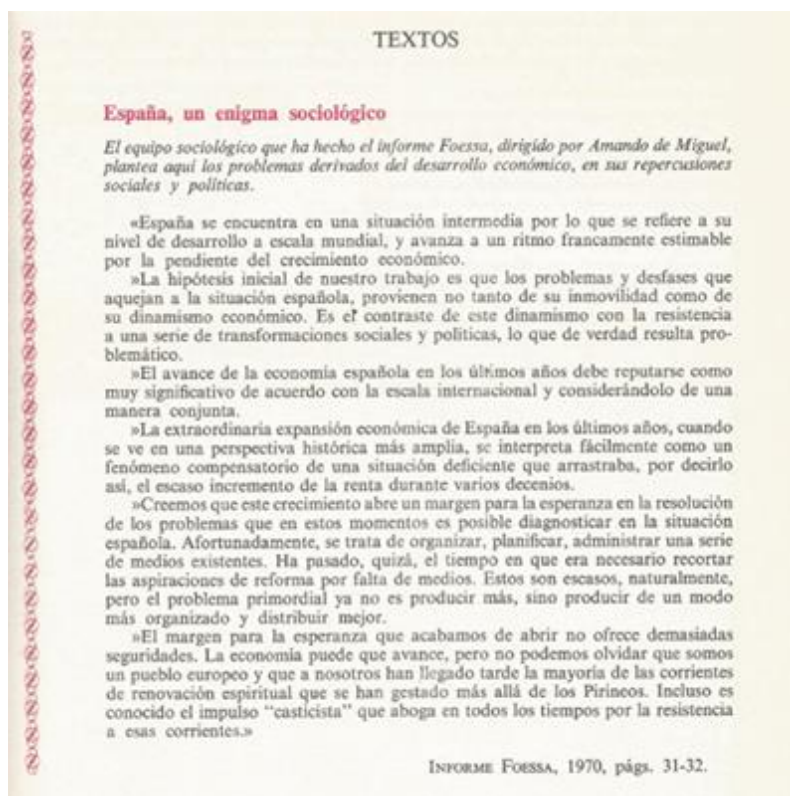 TEXTOS
España, un enigma sociológico
El equipo sociológico que ha hecho el informe Foessa, dirigido por Amando de Miguel,
plantea aquí los problemas derivados del desarrollo económico, en sus repercusiones
sociales y políticas.
«España se encuentra en una situación intermedia por lo que se refiere a su
nivel de desarrollo a escala mundial, y avanza a un ritmo francamente estimable
por la pendiente del crecimiento económico.
»La hipótesis inicial de nuestro trabajo es que los problemas y desfases que
aquejan a la situación española, provienen no tanto de su inmovilidad como de
su dinamismo económico. Es el contraste de este dinamismo con la resistencia
a una serie de transformaciones sociales y políticas, lo que de verdad resulta pro-
blemático.
»El avance de la economía española en los últimos años debe reputarse como
muy significativo de acuerdo con la escala internacional y considerándolo de una
manera conjunta.
»La extraordinaria expansión económica de España en los últimos años, cuando
se ve en una perspectiva histórica más amplia, se interpreta fácilmente como un
fenómeno compensatorio de una situación deficiente que arrastraba, por decirlo
así, el escaso incremento de la renta durante varios decenios.
»Creemos que este crecimiento abre un margen para la esperanza en la resolución
de los problemas que en estos momentos es posible diagnosticar en la situación
española. Afortunadamente, se trata de organizar, planificar, administrar una serie
de medios existentes. Ha pasado, quizá, el tiempo en que era necesario recortar
las aspiraciones de reforma por falta de medios. Estos son escasos, naturalmente,
pero el problema primordial ya no es producir más, sino producir de un modo
más organizado y distribuir mejor.
»El margen para la esperanza que acabamos de abrir no ofrece demasiadas
seguridades. La economía puede que avance, pero no podemos olvidar que somos
un pueblo europeo y que a nosotros han llegado tarde la mayoría de las corrientes
de renovación espiritual que se han gestado más allá de los Pirineos. Incluso es
conocido el impulso "casticista" que aboga en todos los tiempos por la resistencia
a esas corrientes.»
INFORME FOESSA, 1970, págs. 31-32.